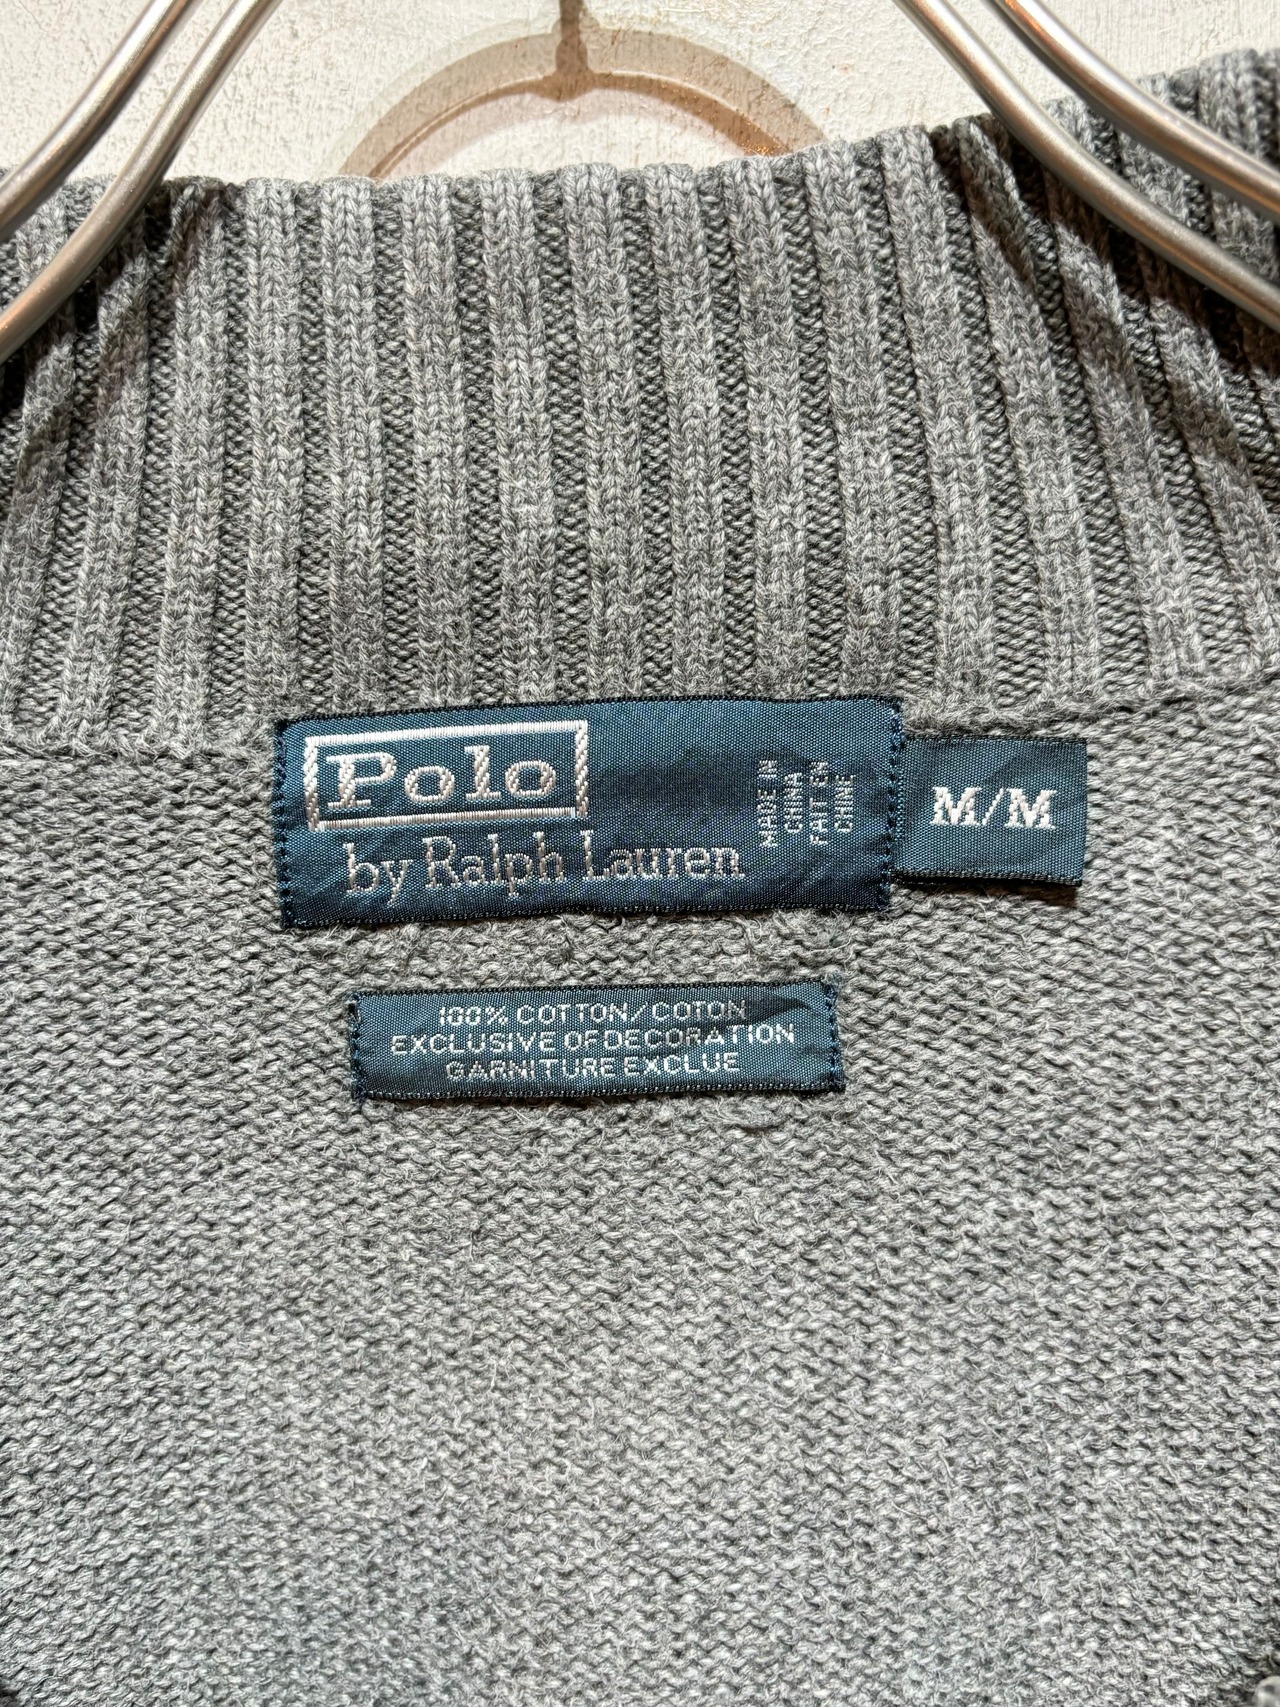 Polo
by Ralph Lauren
MADE IN
CHINA
FAIT EN
CHINE
M/M
100% COTTON/COTON
EXCLUSIVE OF DECORATION
GARNITURE EXCLUE